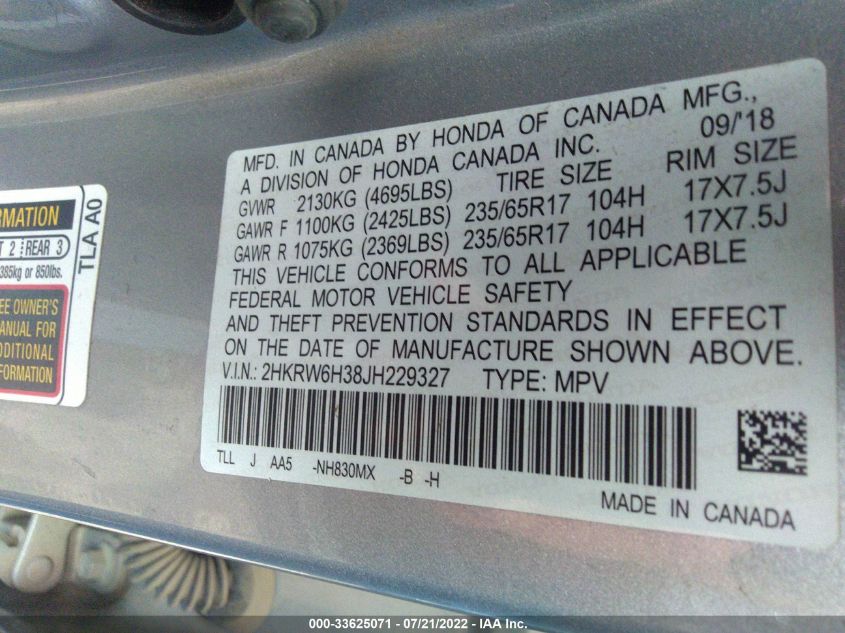 MFD. IN CANADA BY HONDA OF CANADA MFG.,
A DIVISION OF HONDA CANADA INC. 09/'18
GVWR 2130KG (4695LBS) TIRE SIZE RIM SIZE
GAWR F 1100KG (2425LBS) 235/65R17 104H 17X7.5J
GAWR R 1075KG (2369LBS) 235/65R17 104H 17X7.5J
THIS VEHICLE CONFORMS TO ALL APPLICABLE
FEDERAL MOTOR VEHICLE SAFETY
AND THEFT PREVENTION STANDARDS IN EFFECT
ON THE DATE OF MANUFACTURE SHOWN ABOVE.
V.I.N.: 2HKRW6H38JH229327 TYPE: MPV
TLL J AA5 -NH830MX -B -H
MADE IN CANADA
RMATION
T 2 REAR 3
385kg or 850lbs.
EE OWNER'S
ANUAL FOR
DDITIONAL
FORMATION
TLA A0
000-33625071 - 07/21/2022 - IAA Inc.